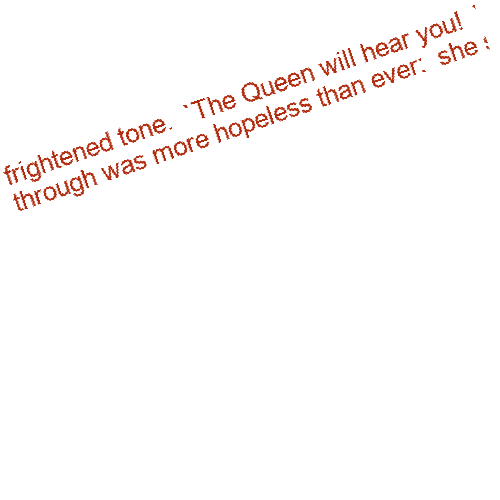 frightened tone.  `The Queen will hear you!  `
through was more hopeless than ever:  she